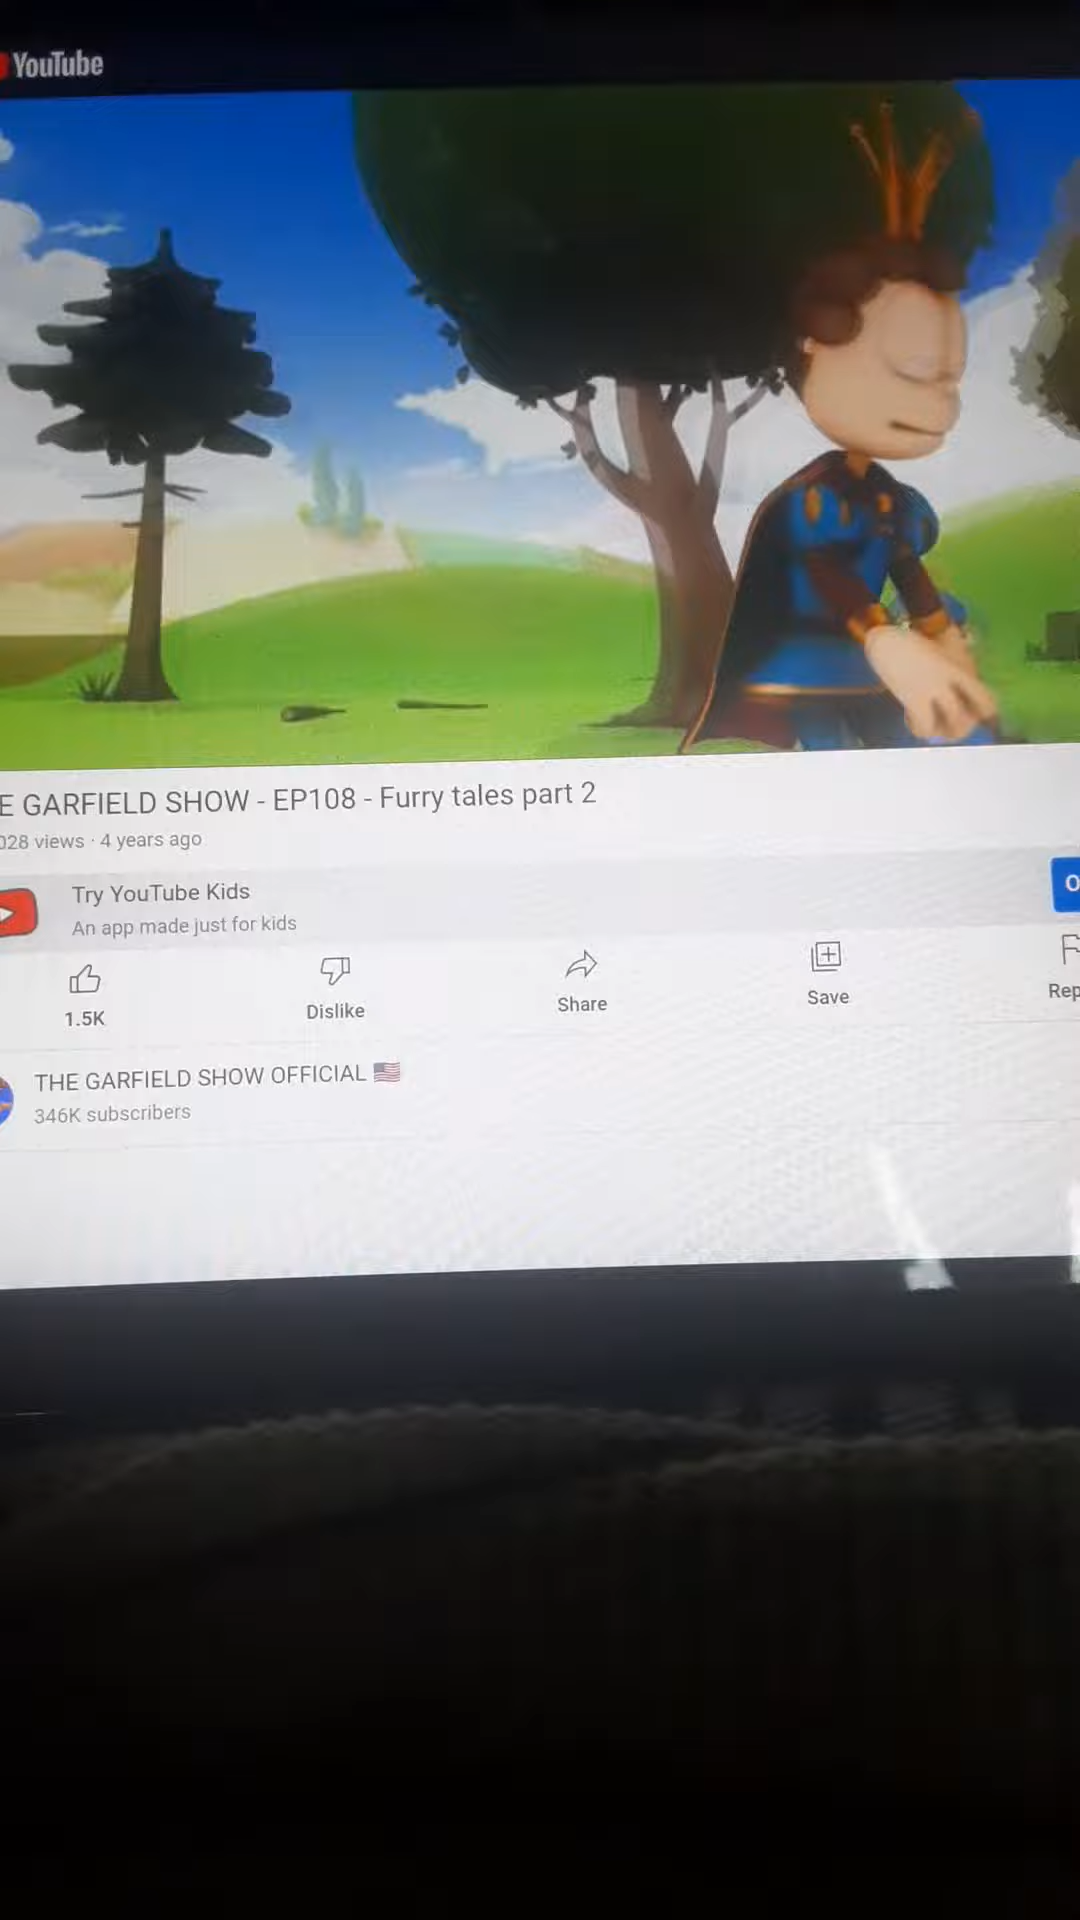 YouTube
E GARFIELD SHOW - EP108 - Furry tales part 2
028 views · 4 years ago
Try YouTube Kids
An app made just for kids
1.5K
Dislike
Share
Save
Rep
THE GARFIELD SHOW OFFICIAL 🇺🇸
346K subscribers